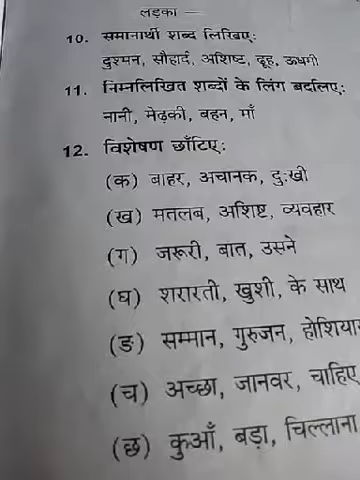 लड़का —
10. समानार्थी शब्द लिखिए:
दुश्मन, सौहार्द, अशिष्ट, दूह, ऊधमी
11. निम्नलिखित शब्दों के लिंग बदलिए:
नानी, मेढ़की, बहन, माँ
12. विशेषण छाँटिए:
(क) बाहर, अचानक, दुःखी
(ख) मतलब, अशिष्ट, व्यवहार
(ग) जरूरी, बात, उसने
(घ) शरारती, खुशी, के साथ
(ङ) सम्मान, गुरुजन, होशियार
(च) अच्छा, जानवर, चाहिए
(छ) कुआँ, बड़ा, चिल्लाना